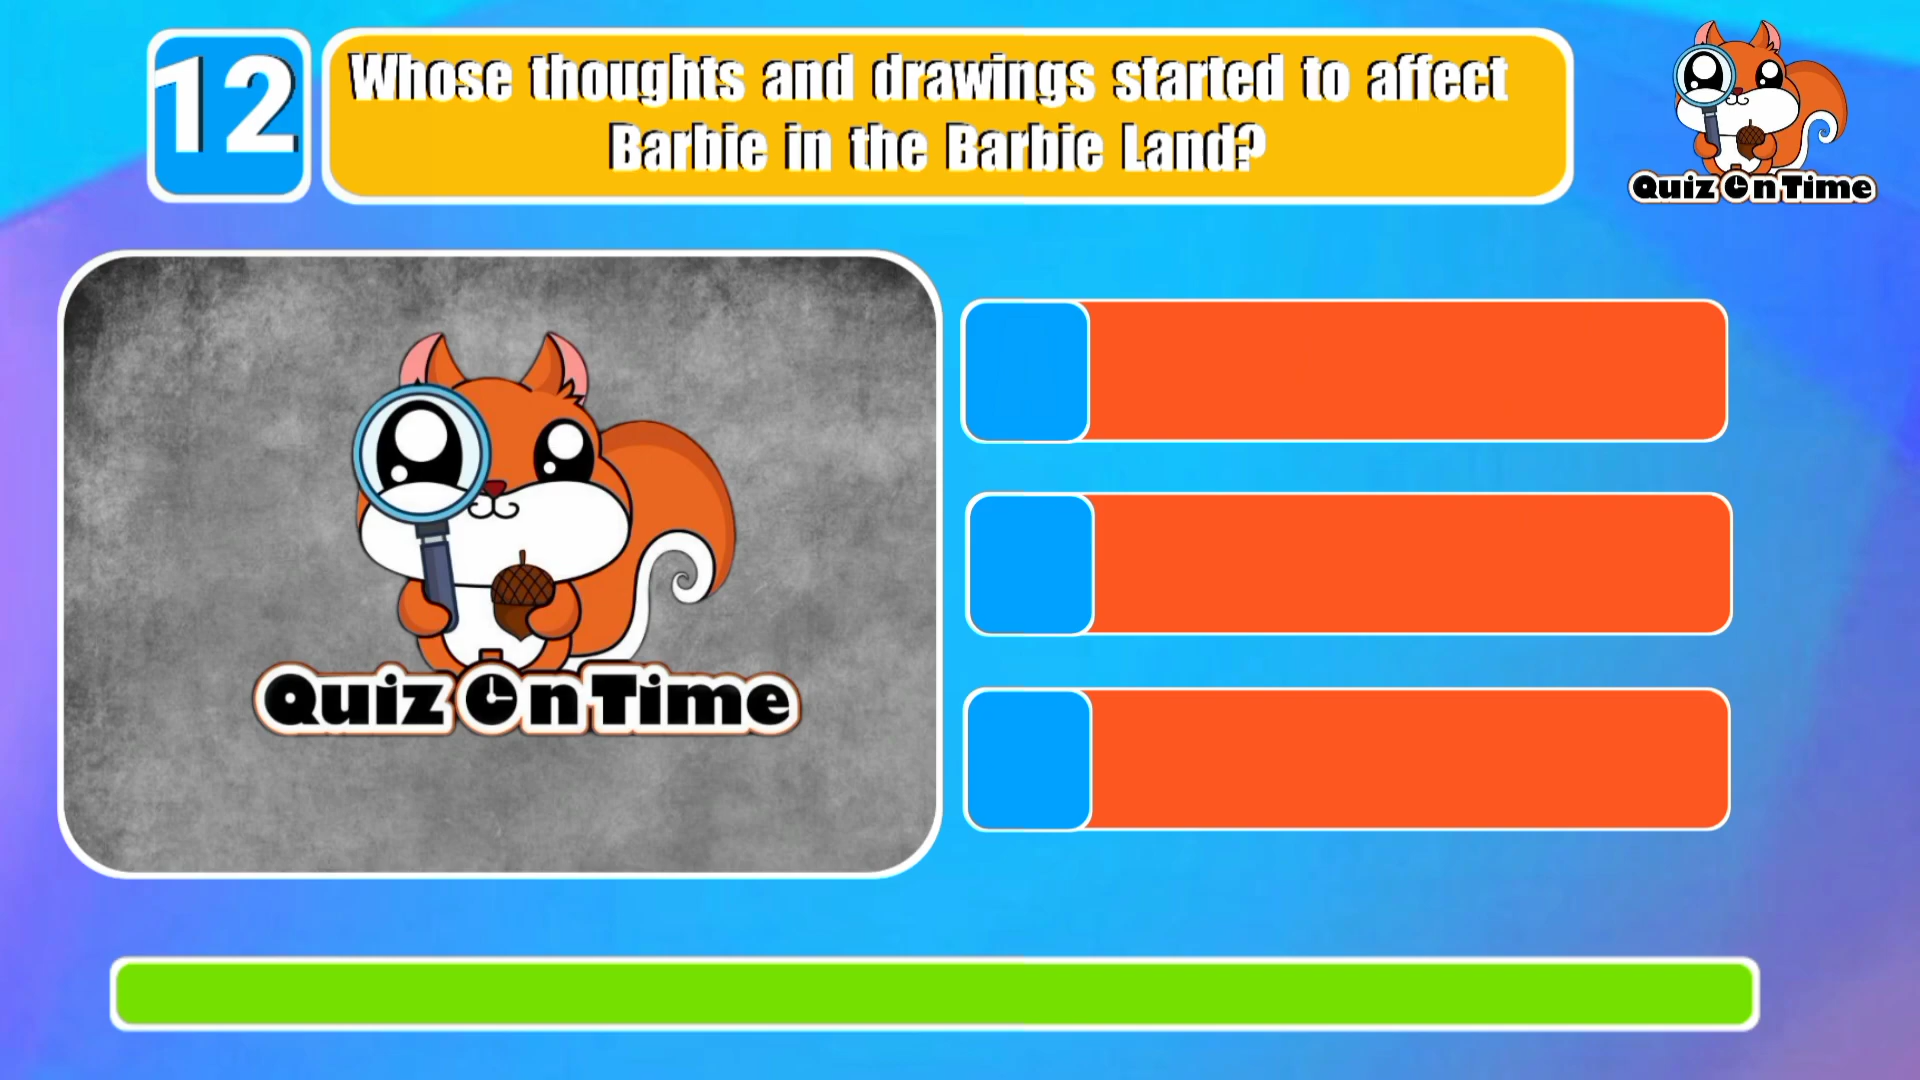 12
Whose thoughts and drawings started to affect
Barbie in the Barbie Land?
Quiz On Time
Quiz On Time